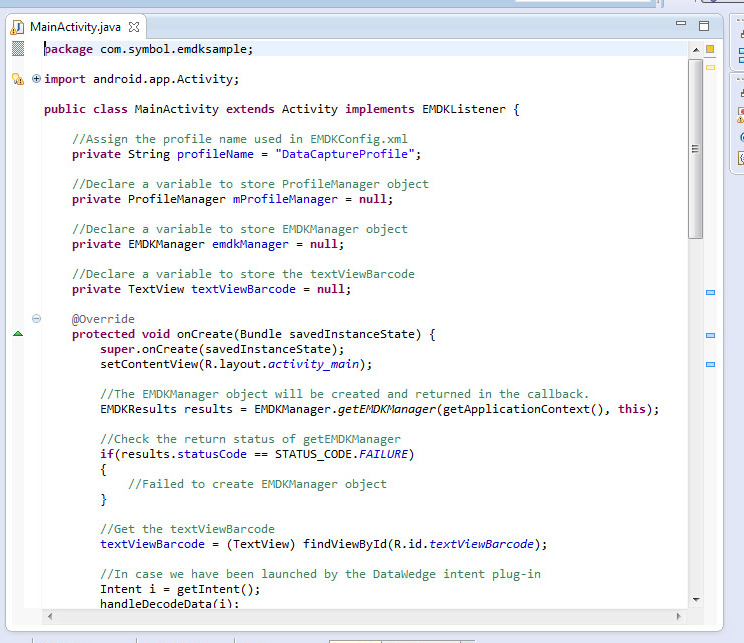 MainActivity.java
package com.symbol.emdksample;
import android.app.Activity;
public class MainActivity extends Activity implements EMDKListener {
//Assign the profile name used in EMDKConfig.xml
private String profileName = "DataCaptureProfile";
//Declare a variable to store ProfileManager object
private ProfileManager mProfileManager = null;
//Declare a variable to store EMDKManager object
private EMDKManager emdkManager = null;
//Declare a variable to store the textViewBarcode
private TextView textViewBarcode = null;
@Override
protected void onCreate(Bundle savedInstanceState) {
super.onCreate(savedInstanceState);
setContentView(R.layout.activity_main);
//The EMDKManager object will be created and returned in the callback.
EMDKResults results = EMDKManager.getEMDKManager(getApplicationContext(), this);
//Check the return status of getEMDKManager
if(results.statusCode == STATUS_CODE.FAILURE)
{
//Failed to create EMDKManager object
}
//Get the textViewBarcode
textViewBarcode = (TextView) findViewById(R.id.textViewBarcode);
//In case we have been launched by the DataWedge intent plug-in
Intent i = getIntent();
handleDecodeData(i);